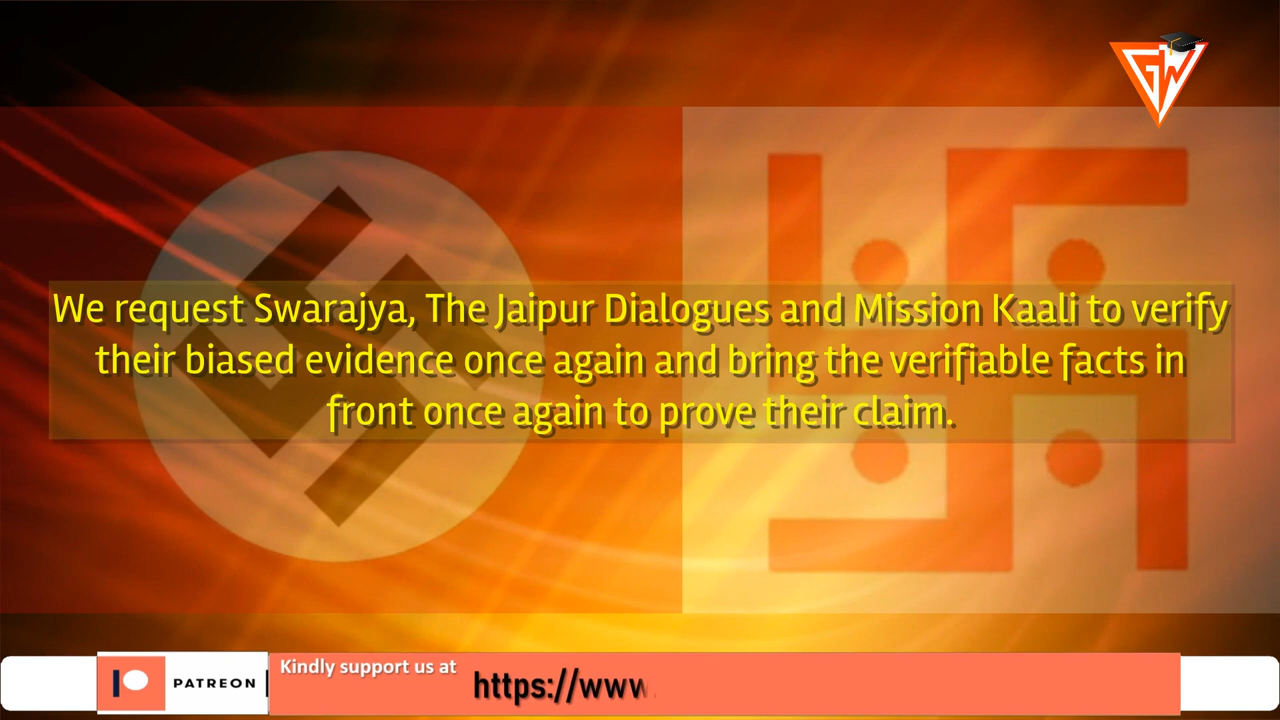 GW
We request Swarajya, The Jaipur Dialogues and Mission Kaali to verify
their biased evidence once again and bring the verifiable facts in
front once again to prove their claim.
PATREON
Kindly support us at
https://www